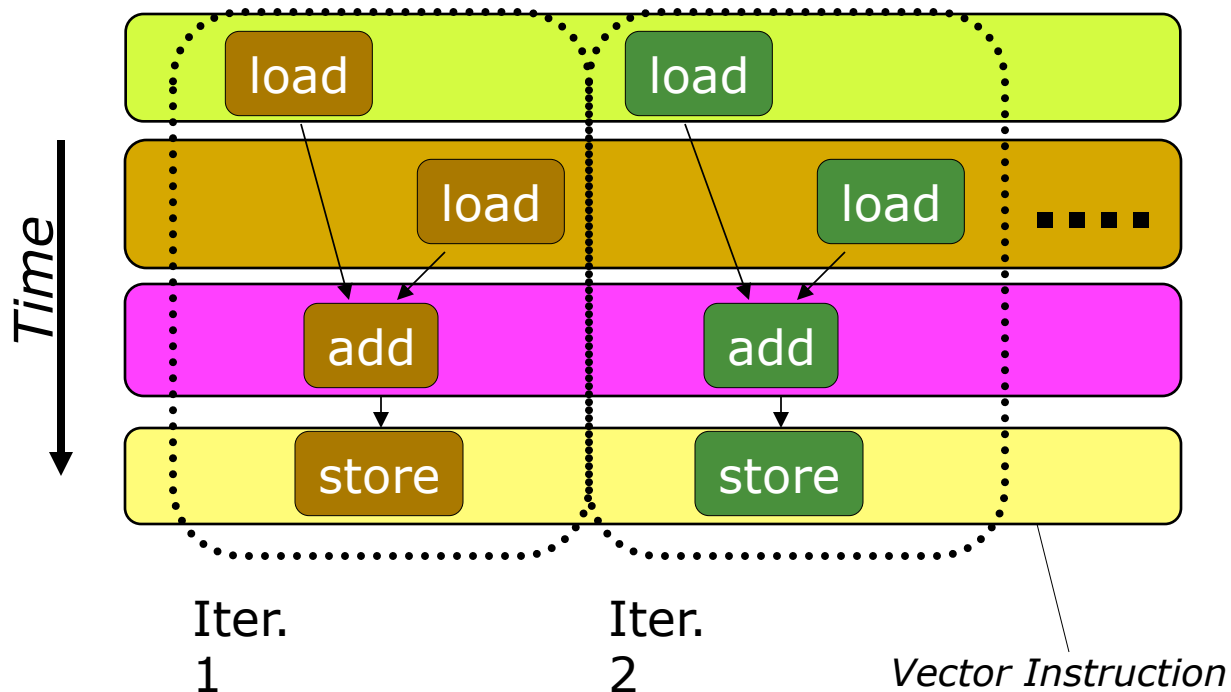 load load
load load
Time
add add
store store
Iter.
1
Iter.
2
Vector Instruction